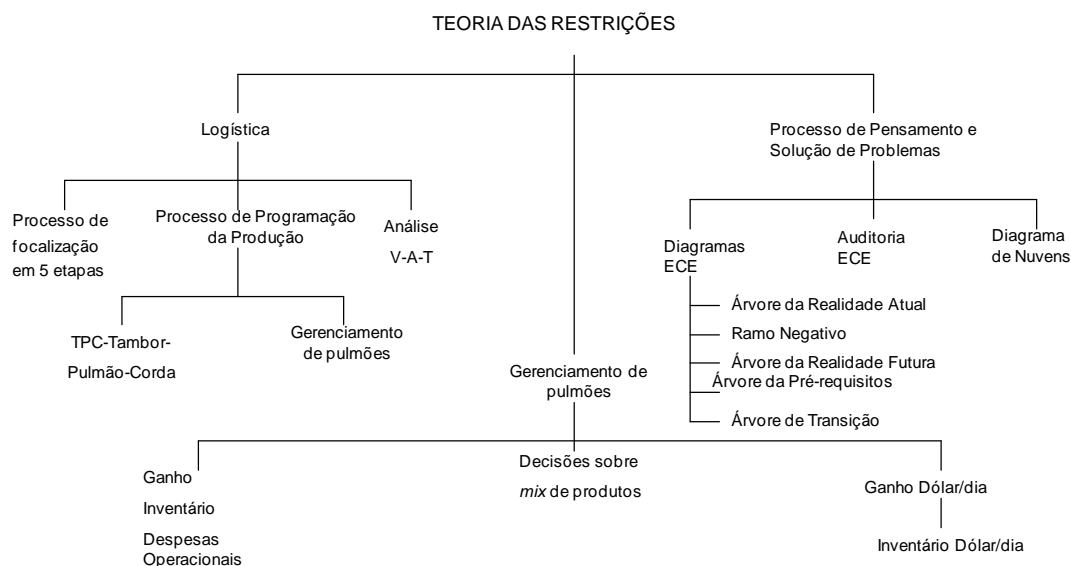 TEORIA DAS RESTRIÇÕES
Logística
Processo de Pensamento e
Solução de Problemas
Processo de
focalização
em 5 etapas
Processo de Programação
da Produção
Análise
V-A-T
Diagramas
ECE
Auditoria
ECE
Diagrama
de Nuvens
TPC-Tambor-
Pulmão-Corda
Gerenciamento
de pulmões
Árvore da Realidade Atual
Ramo Negativo
Árvore da Realidade Futura
Árvore da Pré-requisitos
Árvore de Transição
Gerenciamento de
pulmões
Ganho
Inventário
Despesas
Operacionais
Decisões sobre
mix de produtos
Ganho Dólar/dia
Inventário Dólar/dia